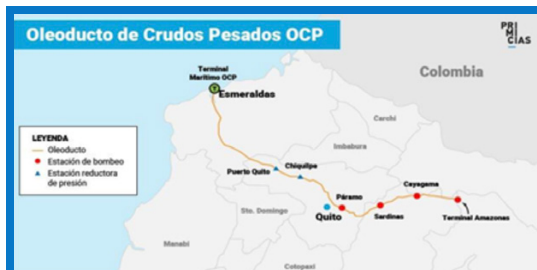 Oleoducto de Crudos Pesados OCP
PRI
MI
CIAS
Terminal
Marítimo OCP
Esmeraldas
Colombia
Carchi
Imbabura
LEYENDA
Oleoducto
Estación de bombeo
Estación reductora
de presión
Puerto Quito
Chiquilpe
Cayagama
Páramo
Sto. Domingo
Quito
Sardinas
Terminal Amazonas
Manabí
Cotopaxi